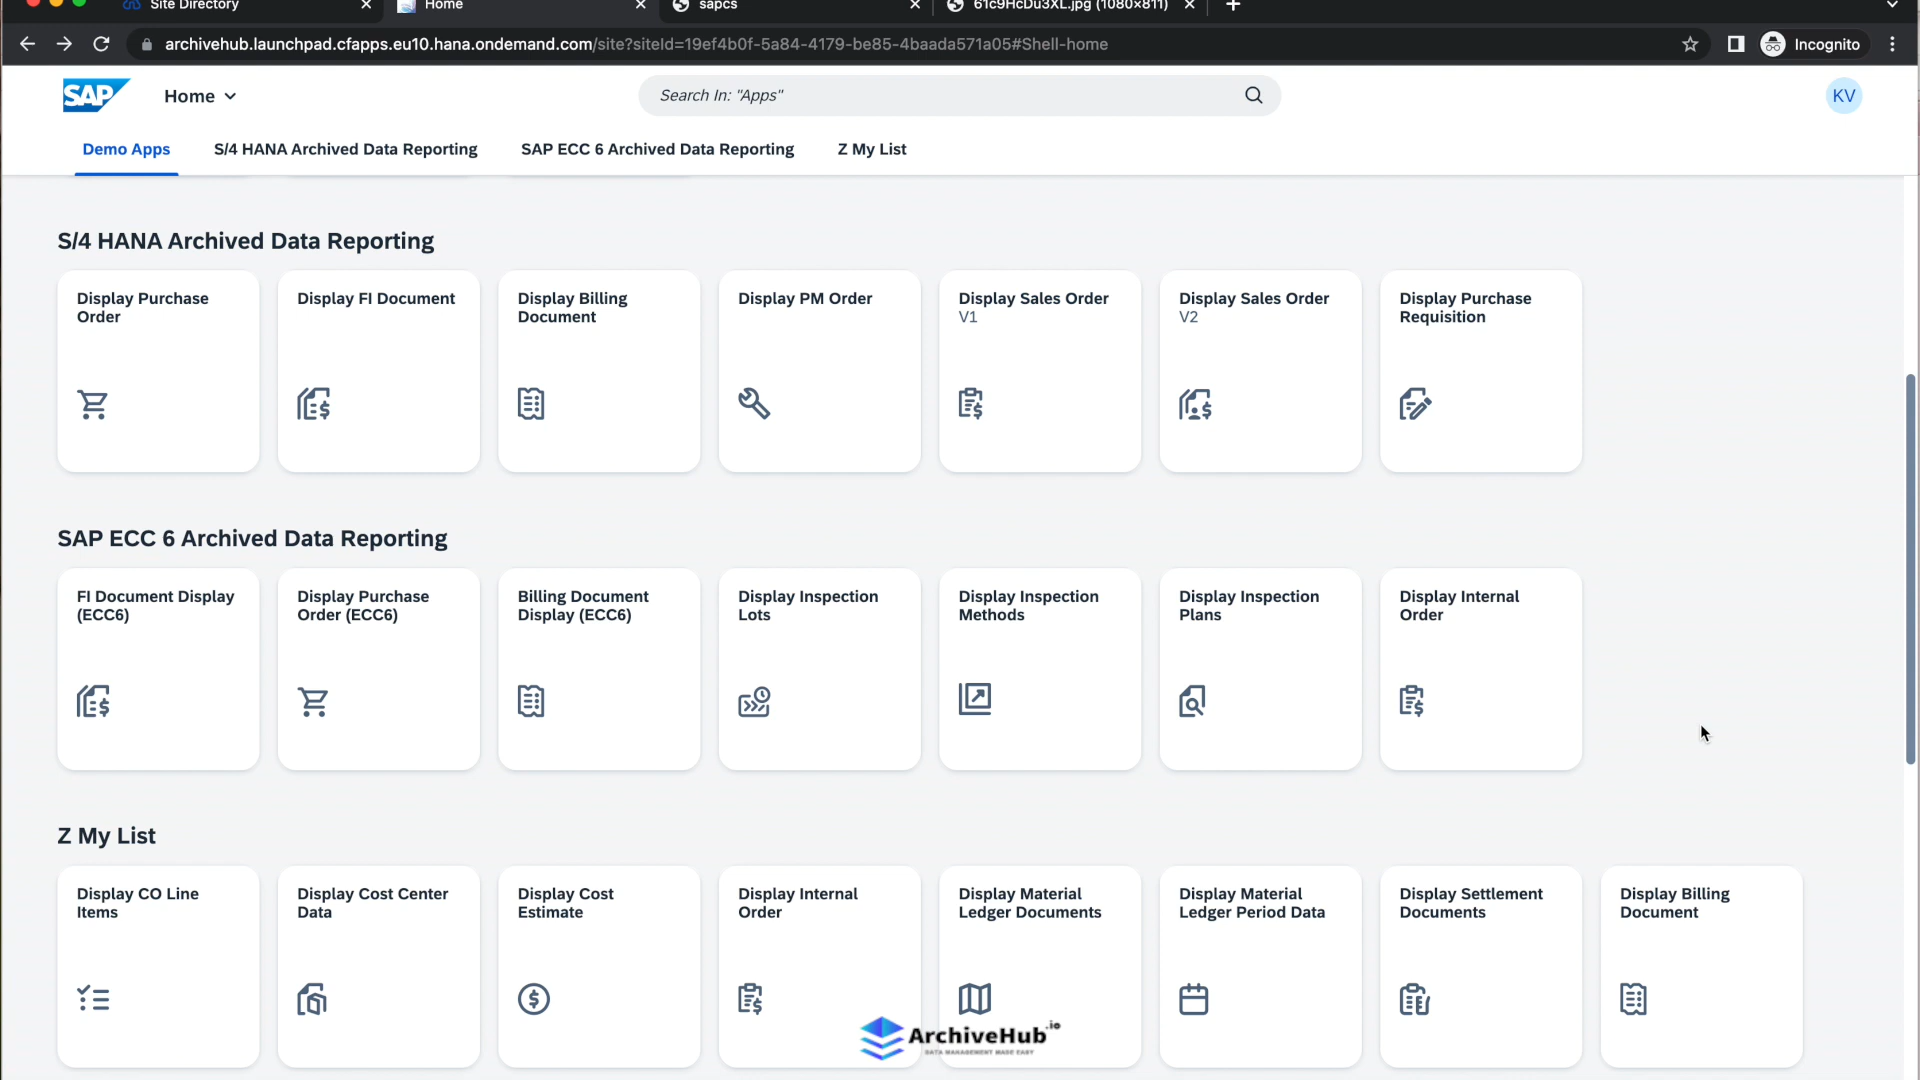 Site Directory
Home
sapcs
61c9HcDu3XL.jpg (1080×811)
archivehub.launchpad.cfapps.eu10.hana.ondemand.com/site?siteId=19ef4b0f-5a84-4179-be85-4baada571a05#Shell-home
Incognito
SAP
Home
Search In: "Apps"
KV
Demo Apps
S/4 HANA Archived Data Reporting
SAP ECC 6 Archived Data Reporting
Z My List
S/4 HANA Archived Data Reporting
Display Purchase
Order
Display FI Document
Display Billing
Document
Display PM Order
Display Sales Order
V1
Display Sales Order
V2
Display Purchase
Requisition
SAP ECC 6 Archived Data Reporting
FI Document Display
(ECC6)
Display Purchase
Order (ECC6)
Billing Document
Display (ECC6)
Display Inspection
Lots
Display Inspection
Methods
Display Inspection
Plans
Display Internal
Order
Z My List
Display CO Line
Items
Display Cost Center
Data
Display Cost
Estimate
Display Internal
Order
Display Material
Ledger Documents
Display Material
Ledger Period Data
Display Settlement
Documents
Display Billing
Document
ArchiveHub.io
DATA MANAGEMENT MADE EASY